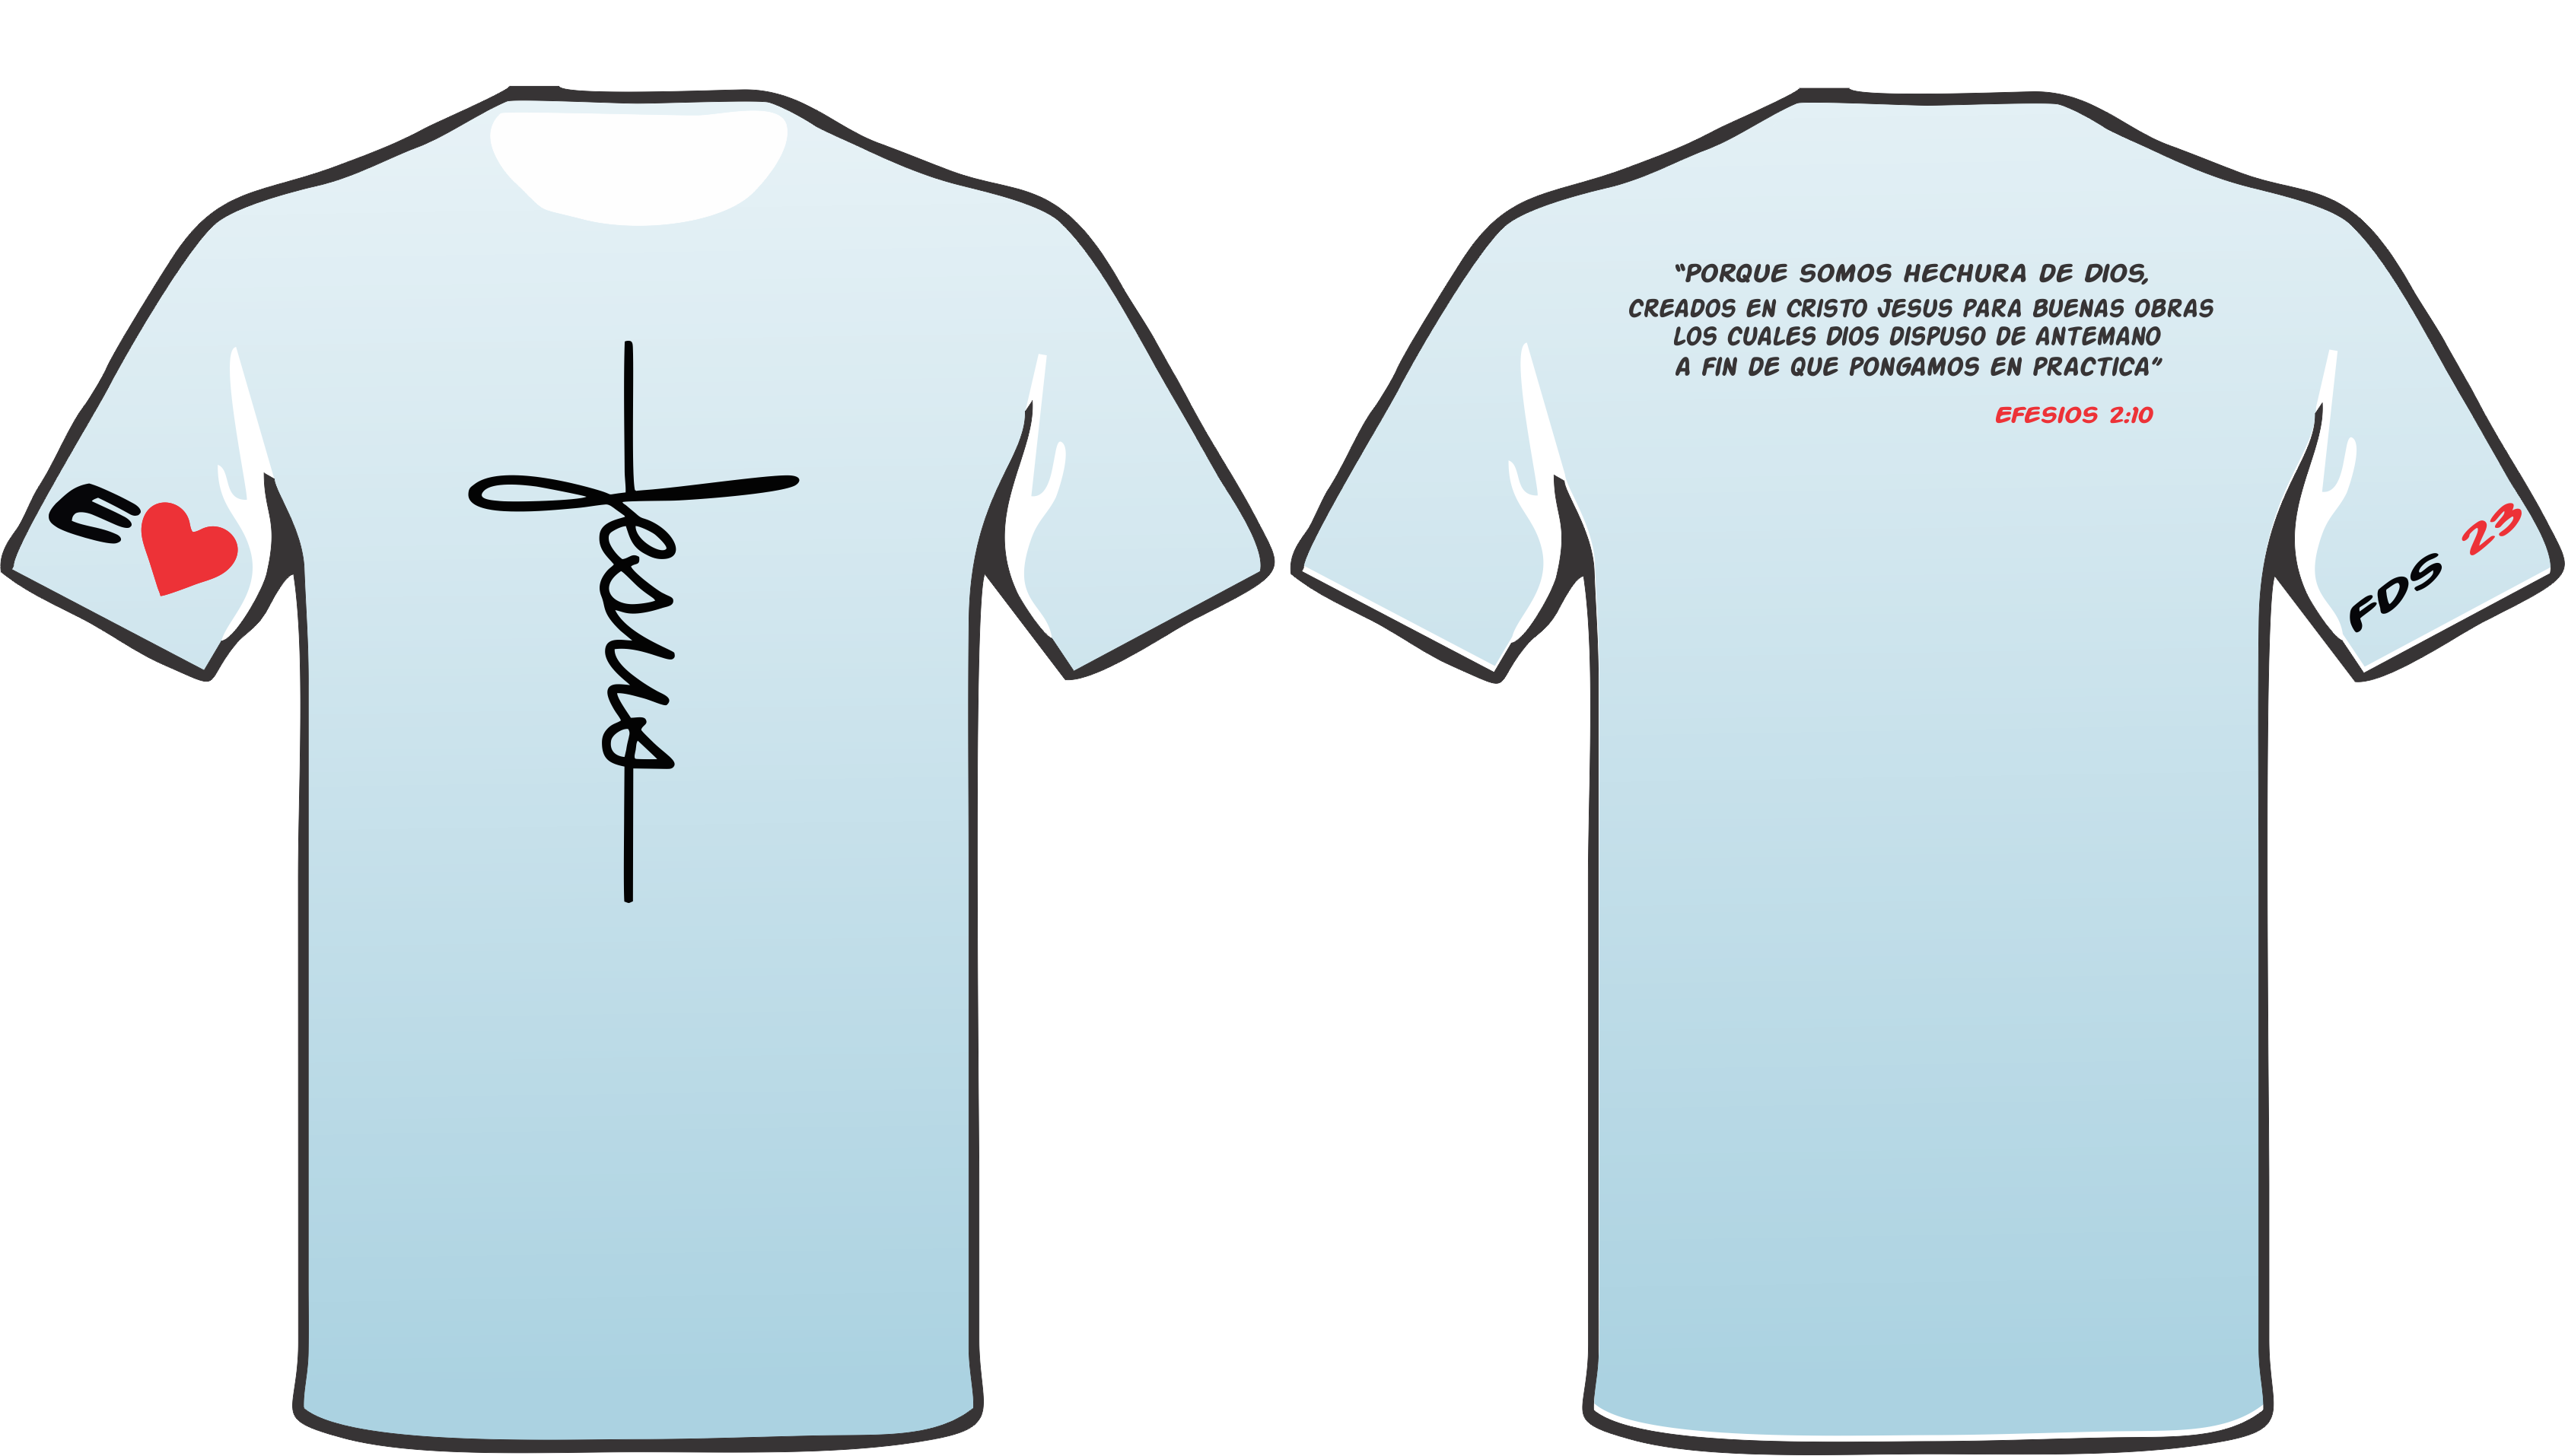 E
Jesus
“PORQUE SOMOS HECHURA DE DIOS,
CREADOS EN CRISTO JESUS PARA BUENAS OBRAS
LOS CUALES DIOS DISPUSO DE ANTEMANO
A FIN DE QUE PONGAMOS EN PRACTICA”
EFESIOS 2:10
FDS 23